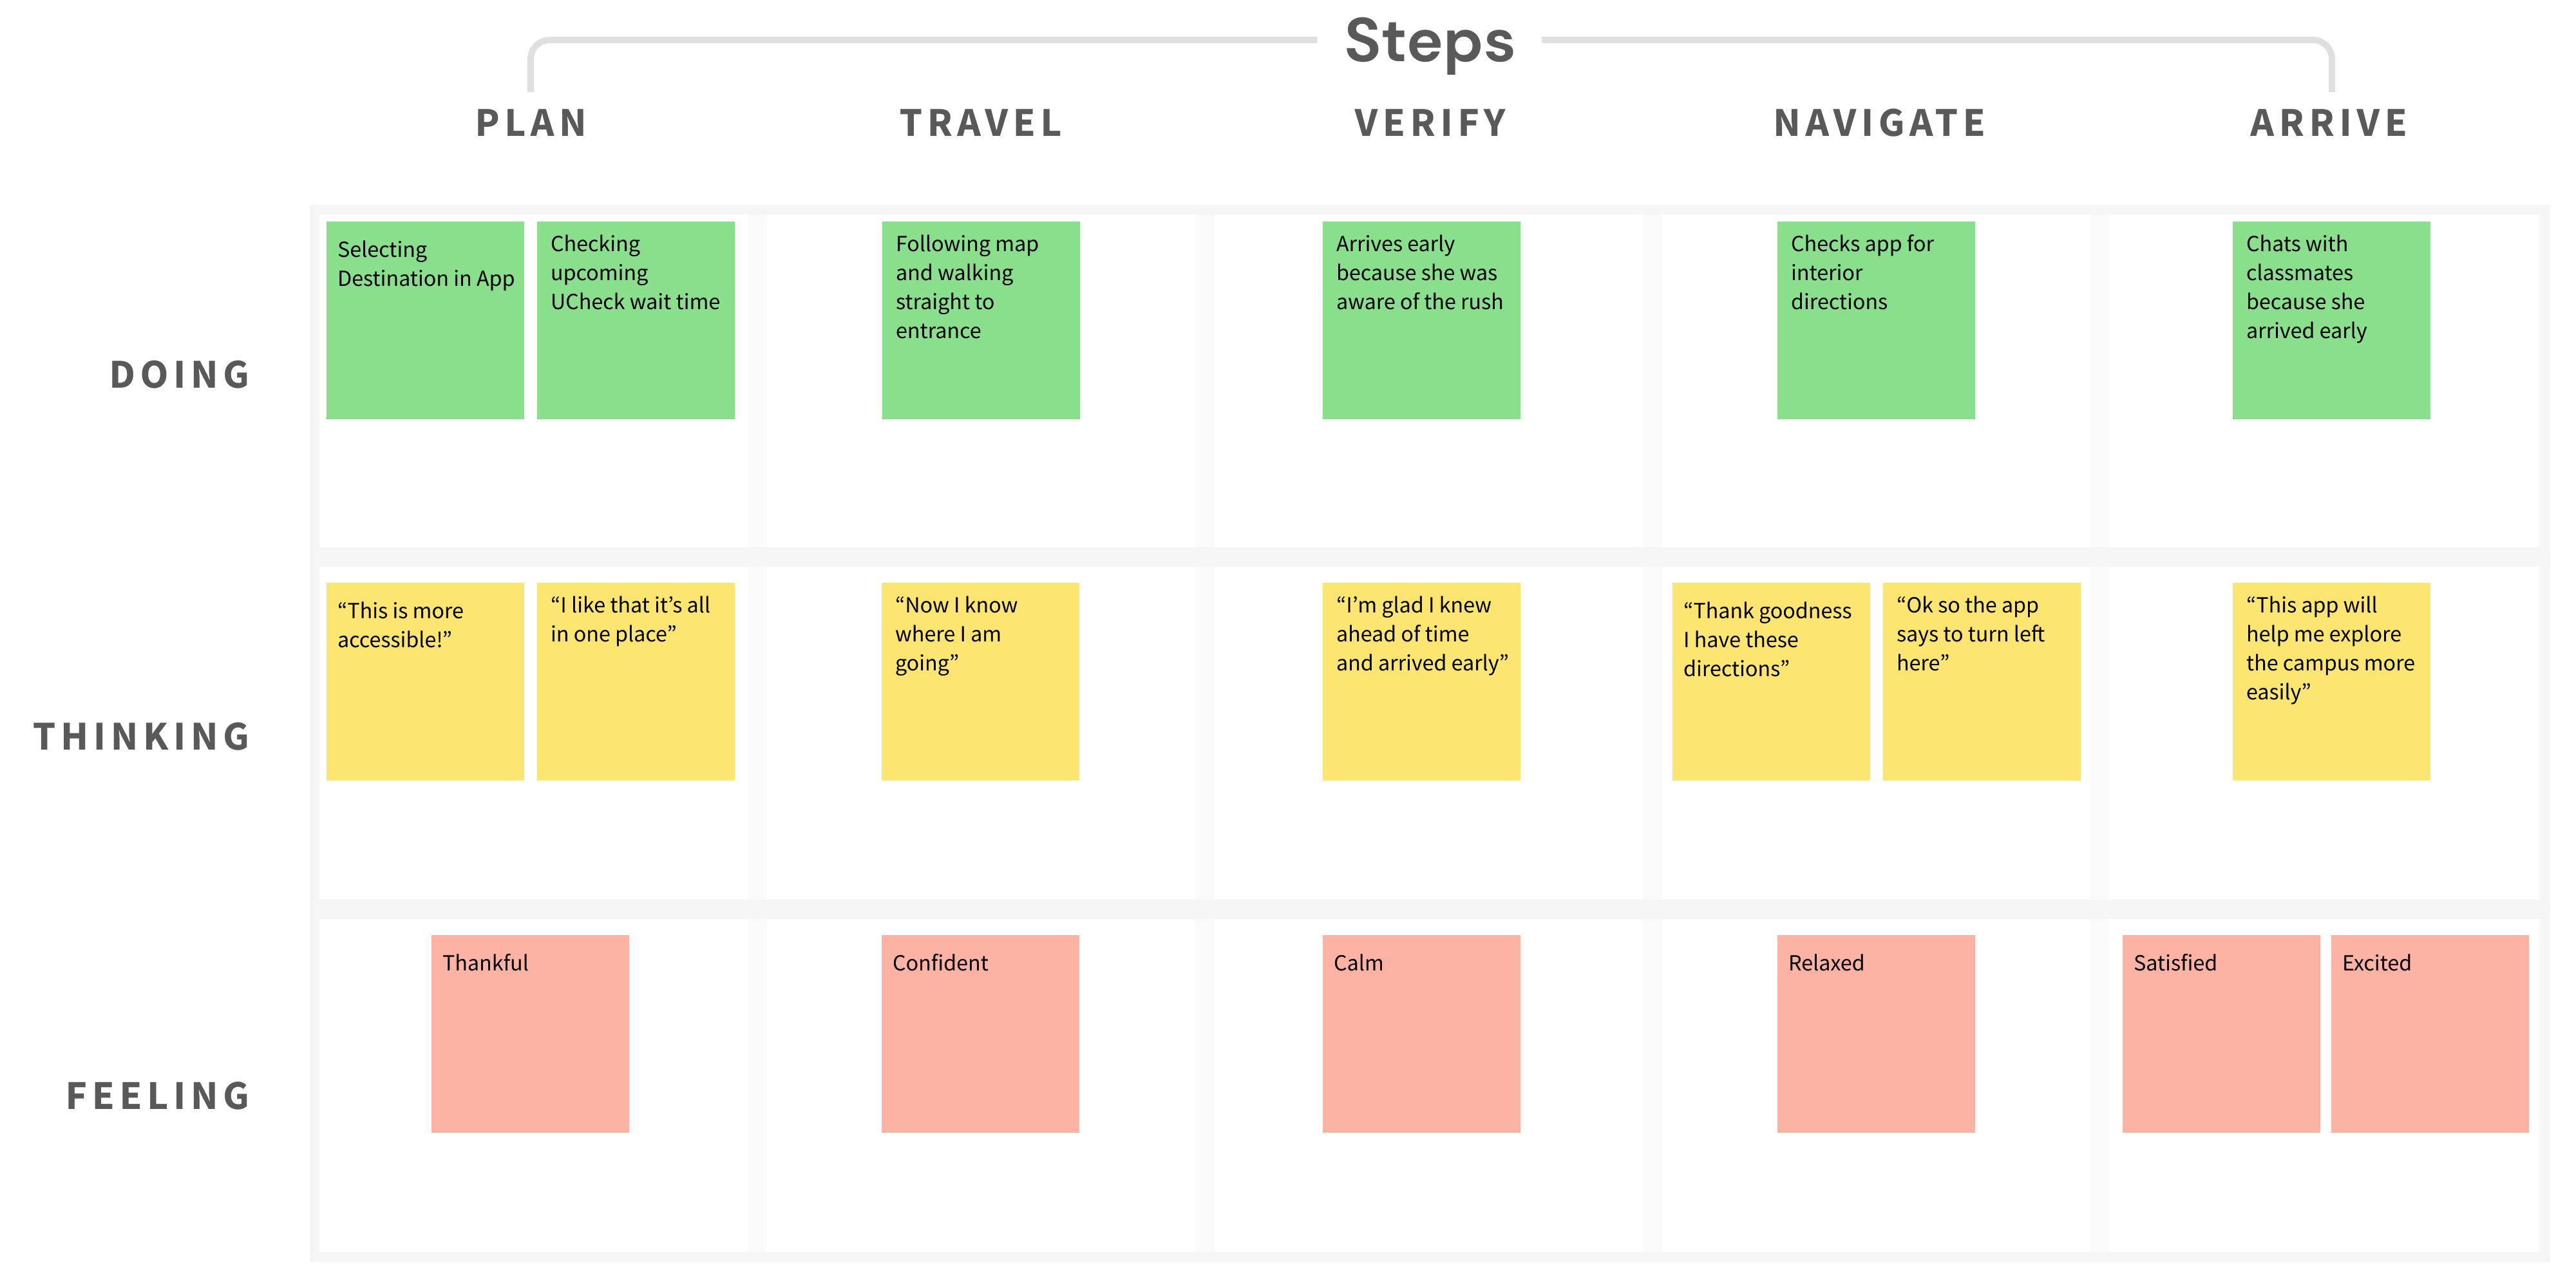 Steps
PLAN
TRAVEL
VERIFY
NAVIGATE
ARRIVE
DOING
Selecting
Destination in App
Checking
upcoming
UCheck wait time
Following map
and walking
straight to
entrance
Arrives early
because she was
aware of the rush
Checks app for
interior
directions
Chats with
classmates
because she
arrived early
THINKING
“This is more
accessible!”
“I like that it’s all
in one place”
“Now I know
where I am
going”
“I’m glad I knew
ahead of time
and arrived early”
“Thank goodness
I have these
directions”
“Ok so the app
says to turn left
here”
“This app will
help me explore
the campus more
easily”
FEELING
Thankful
Confident
Calm
Relaxed
Satisfied
Excited